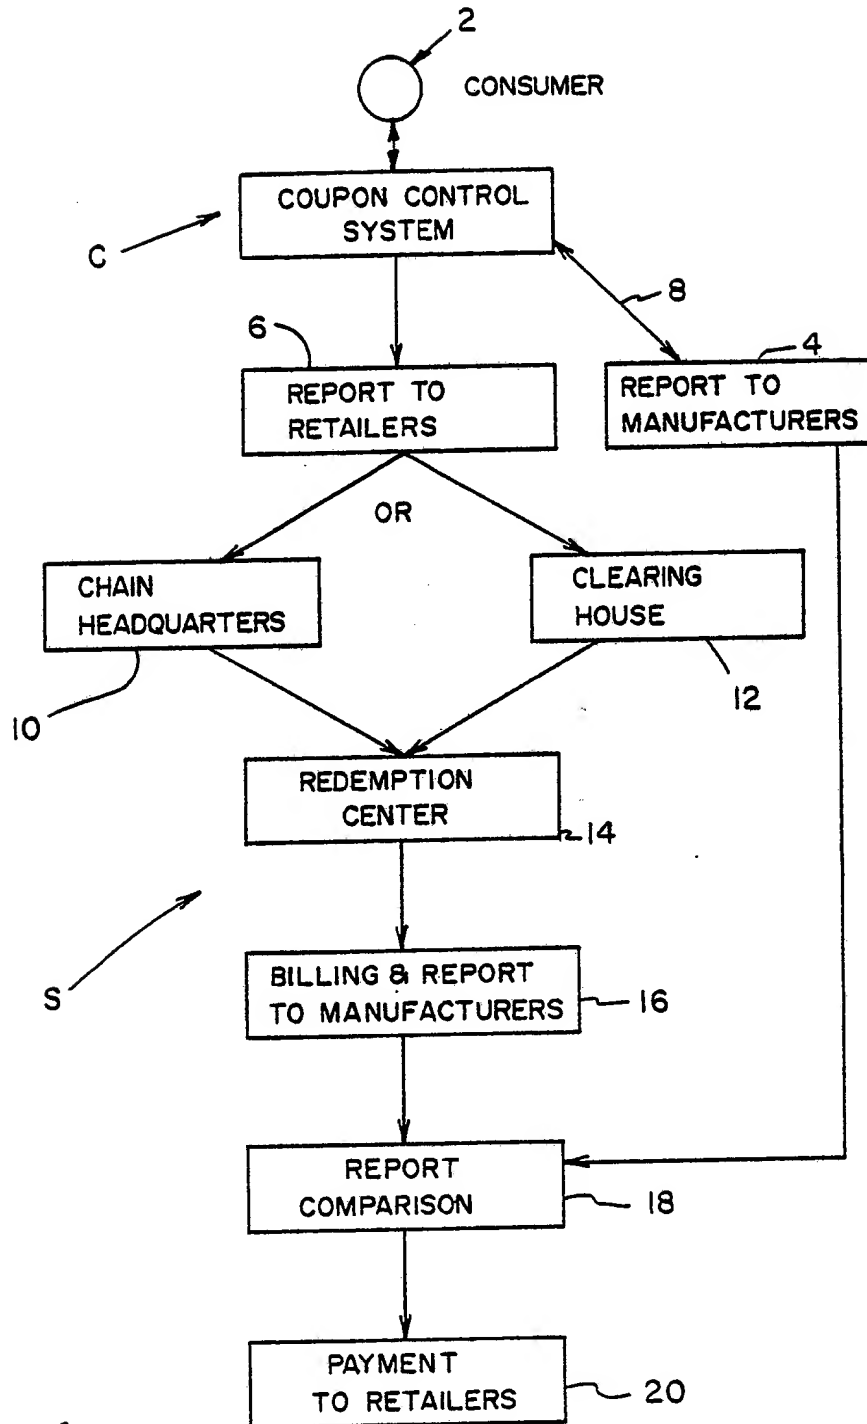 2
CONSUMER
COUPON CONTROL
SYSTEM
C
8
6
4
REPORT TO
RETAILERS
REPORT TO
MANUFACTURERS
OR
CHAIN
HEADQUARTERS
CLEARING
HOUSE
10
12
REDEMPTION
CENTER
14
S
BILLING & REPORT
TO MANUFACTURERS
16
REPORT
COMPARISON
18
PAYMENT
TO RETAILERS
20